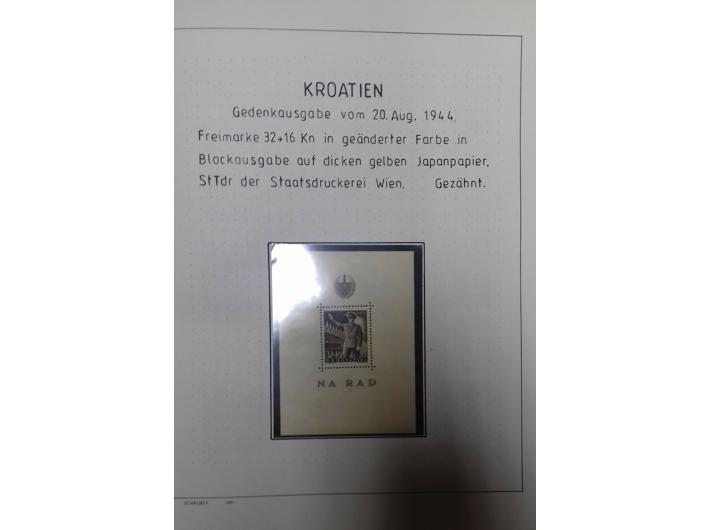 KROATIEN
Gedenkausgabe vom 20. Aug. 1944.
Freimarke 32+16 Kn in geänderter Farbe in
Blockausgabe auf dicken gelben Japanpapier.
StTdr der Staatsdruckerei Wien. Gezähnt.
NA RAD